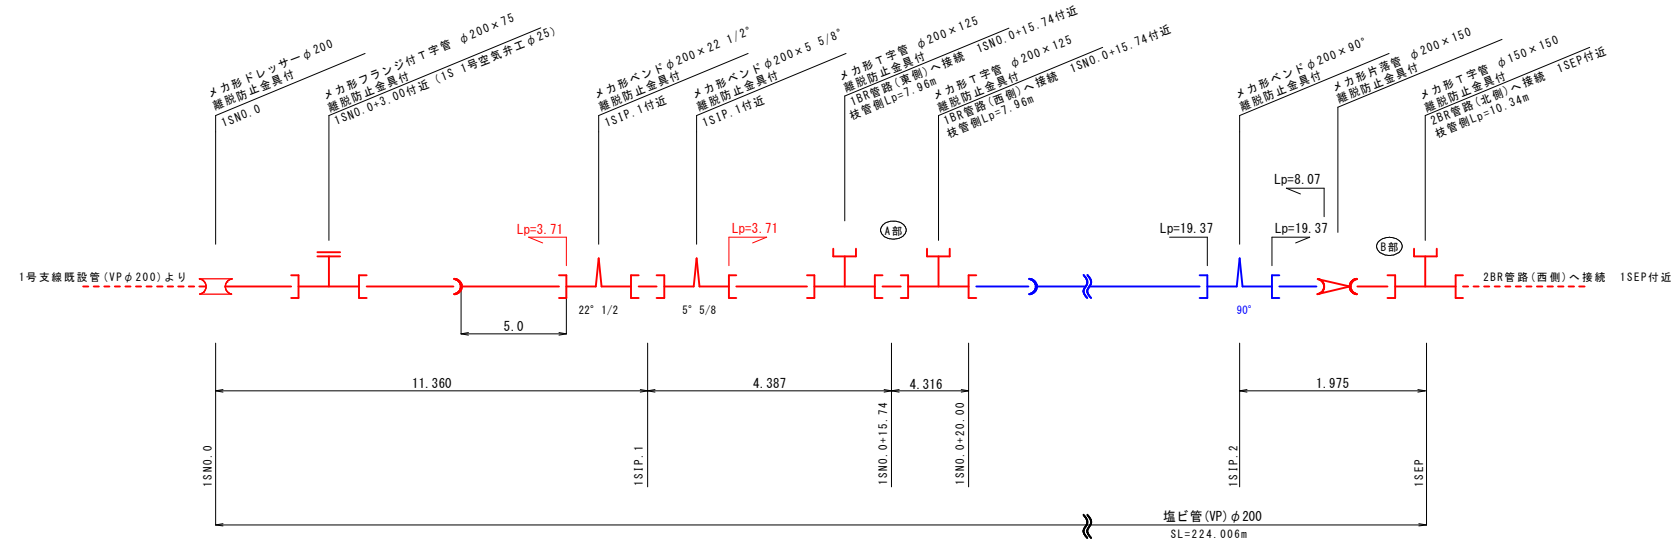 メカ形ドレッサーφ200
離脱防止金具付
1SNO.0
メカ形フランジ付T字管 φ200×75
離脱防止金具付
1SNO.0+3.00付近 (1S 1号空気弁工φ25)
メカ形ベンドφ200×22 1/2°
離脱防止金具付
1SIP.1付近
メカ形ベンドφ200×5 5/8°
離脱防止金具付
1SIP.1付近
メカ形T字管 φ200×125
離脱防止金具付
1BR管路(東側)へ接続 1SNO.0+15.74付近
枝管側Lp=7.96m
メカ形T字管 φ200×125
離脱防止金具付
1BR管路(西側)へ接続 1SNO.0+15.74付近
枝管側Lp=7.96m
メカ形ベンドφ200×90°
離脱防止金具付
メカ形片落管 φ200×150
離脱防止金具付
メカ形T字管 φ150×150
離脱防止金具付
2BR管路(北側)へ接続 1SEP付近
枝管側Lp=10.34m
Lp=8.07
Lp=3.71
Lp=3.71
A部
Lp=19.37
Lp=19.37
B部
1号支線既設管(VPφ200)より
2BR管路(西側)へ接続 1SEP付近
22° 1/2
5° 5/8
90°
5.0
11.360
4.387
4.316
1.975
1SNO.0
1SIP.1
1SNO.0+15.74
1SNO.0+20.00
1SIP.2
1SEP
塩ビ管(VP)φ200
SL=224.006m